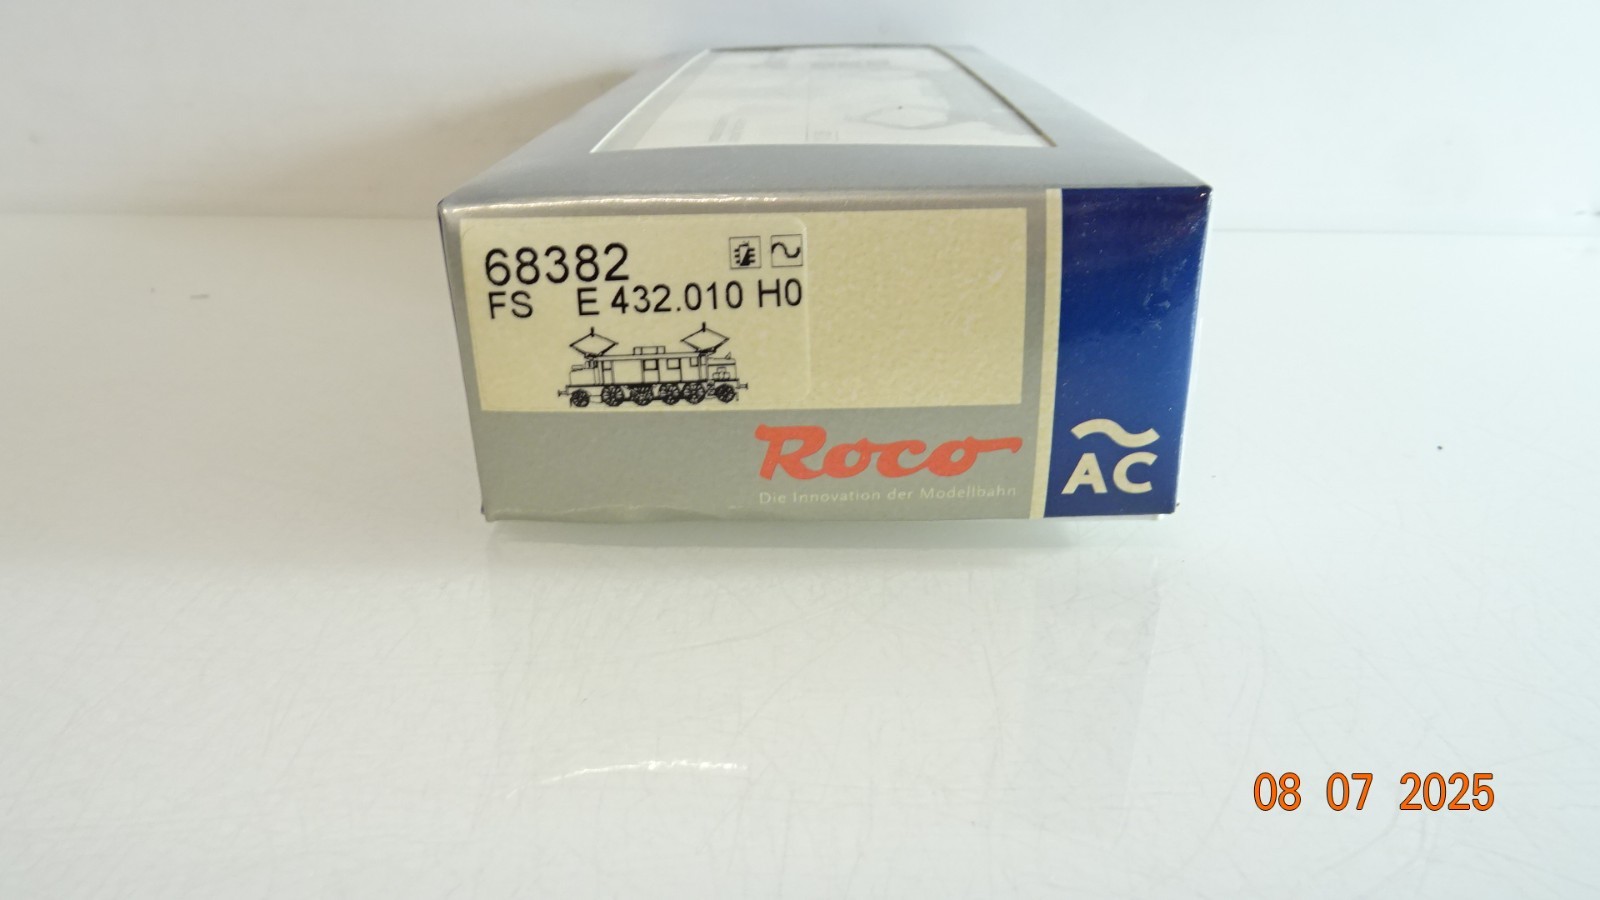 68382
FS E 432.010 H0
Roco
Die Innovation der Modellbahn
AC
08 07 2025